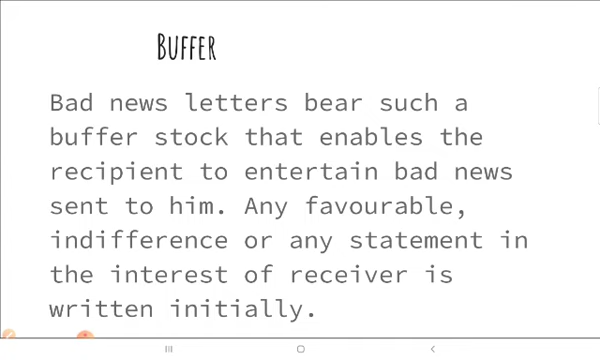 BUFFER
Bad news letters bear such a
buffer stock that enables the
recipient to entertain bad news
sent to him. Any favourable,
indifference or any statement in
the interest of receiver is
written initially.